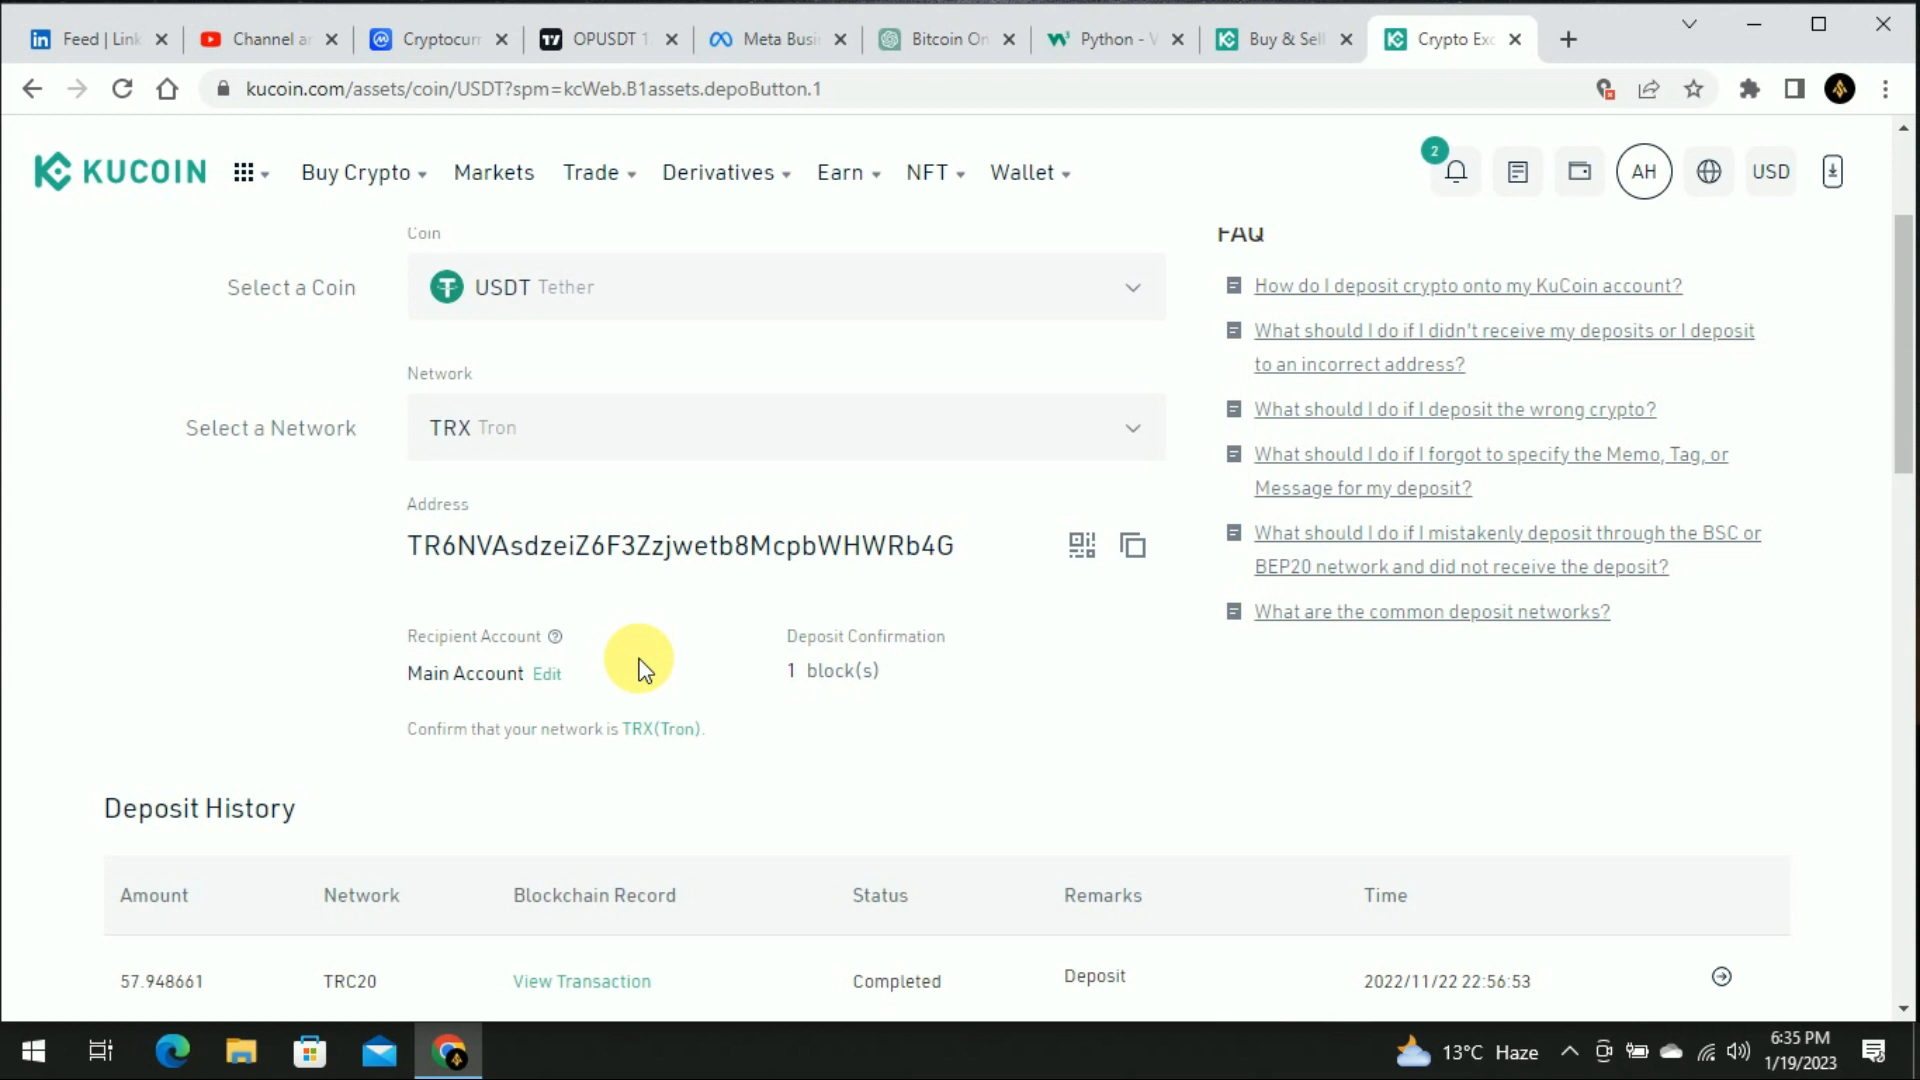 Feed | Link
Channel an
Cryptocurr
OPUSDT 1.
Meta Busi
Bitcoin On
Python - V
Buy & Sell
Crypto Exc
kucoin.com/assets/coin/USDT?spm=kcWeb.B1assets.depoButton.1
KUCOIN
Buy Crypto
Markets
Trade
Derivatives
Earn
NFT
Wallet
2
AH
USD
Coin
Select a Coin
USDT Tether
Network
Select a Network
TRX Tron
Address
TR6NVAsdzeiZ6F3Zzjwetb8McpbWHWRb4G
Recipient Account
Main Account Edit
Deposit Confirmation
1 block(s)
Confirm that your network is TRX(Tron).
FAQ
How do I deposit crypto onto my KuCoin account?
What should I do if I didn't receive my deposits or I deposit
to an incorrect address?
What should I do if I deposit the wrong crypto?
What should I do if I forgot to specify the Memo, Tag, or
Message for my deposit?
What should I do if I mistakenly deposit through the BSC or
BEP20 network and did not receive the deposit?
What are the common deposit networks?
Deposit History
Amount Network Blockchain Record Status Remarks Time
57.948661 TRC20 View Transaction Completed Deposit 2022/11/22 22:56:53
13°C Haze
6:35 PM
1/19/2023